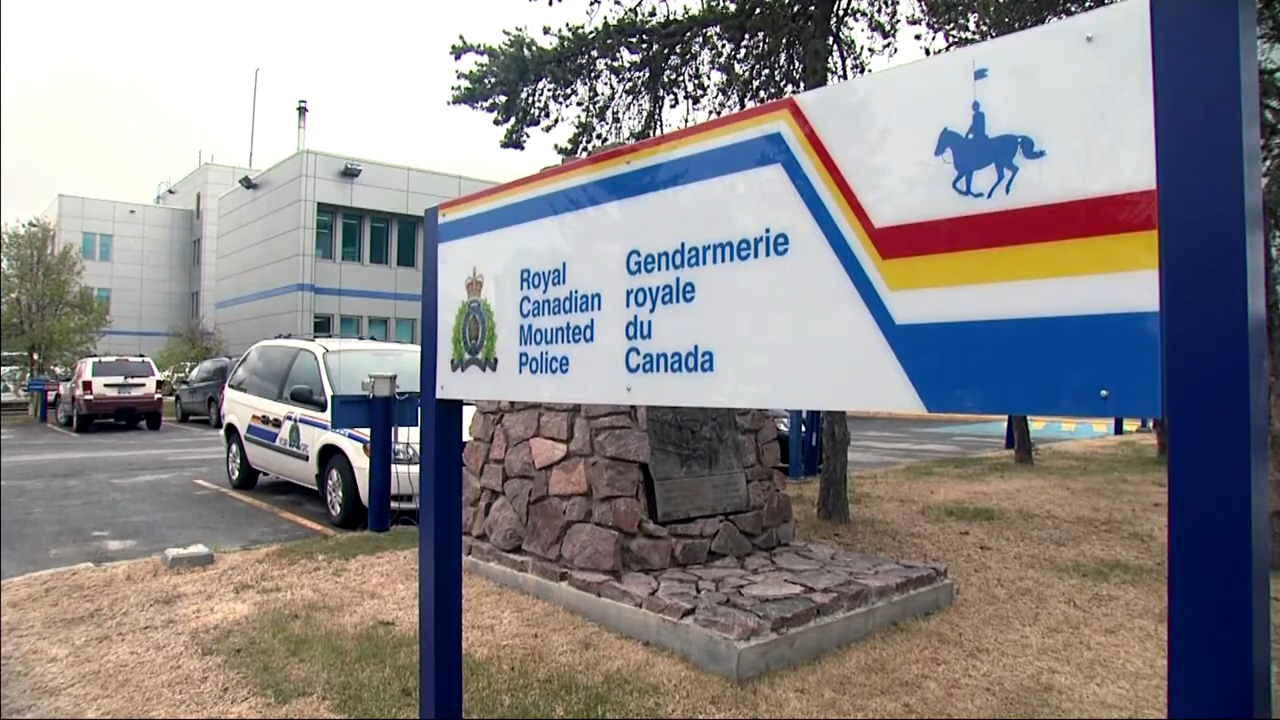 Royal
Canadian
Mounted
Police
Gendarmerie
royale
du
Canada